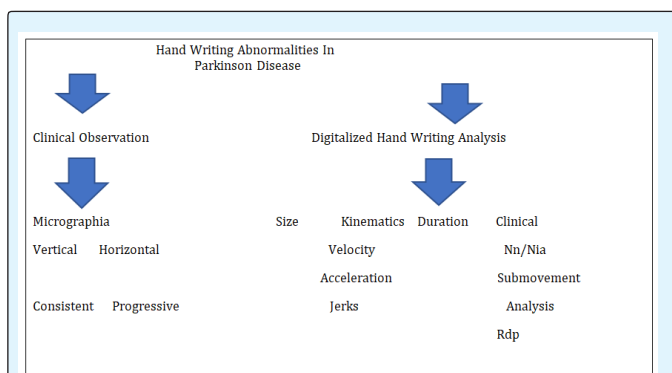 Hand Writing Abnormalities In
Parkinson Disease
Clinical Observation Digitalized Hand Writing Analysis
Micrographia Size Kinematics Duration Clinical
Vertical Horizontal Velocity Nn/Nia
Acceleration Submovement
Consistent Progressive Jerks Analysis
Rdp